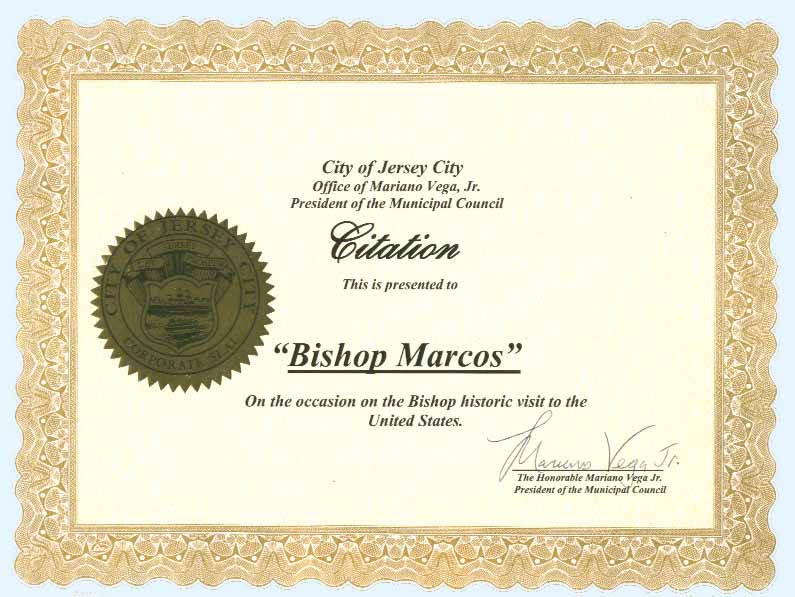 City of Jersey City
Office of Mariano Vega, Jr.
President of the Municipal Council
Citation
This is presented to
CITY OF JERSEY CITY
CORPORATE SEAL
“Bishop Marcos”
On the occasion on the Bishop historic visit to the
United States.
Mariano Vega Jr.
The Honorable Mariano Vega Jr.
President of the Municipal Council